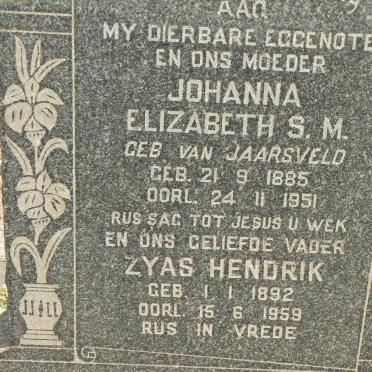 AAG
MY DIERBARE EGGENOTE
EN ONS MOEDER
JOHANNA
ELIZABETH S. M.
GEB. VAN JAARSVELD
GEB. 21 9 1885
OORL. 24 11 1951
RUS SAG TOT JESUS U WEK
EN ONS GELIEFDE VADER
ZYAS HENDRIK
GEB. 1 1 1892
OORL. 15 6 1959
RUS IN VREDE